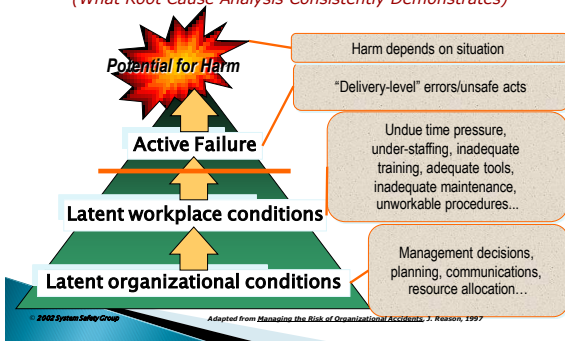 (What Root Cause Analysis Consistently Demonstrates)
Potential for Harm
Harm depends on situation
"Delivery-level" errors/unsafe acts
Active Failure
Undue time pressure,
under-staffing, inadequate
training, adequate tools,
inadequate maintenance,
unworkable procedures...
Latent workplace conditions
Management decisions,
planning, communications,
resource allocation…
Latent organizational conditions
© 2002 System Safety Group
Adapted from Managing the Risk of Organizational Accidents, J. Reason, 1997